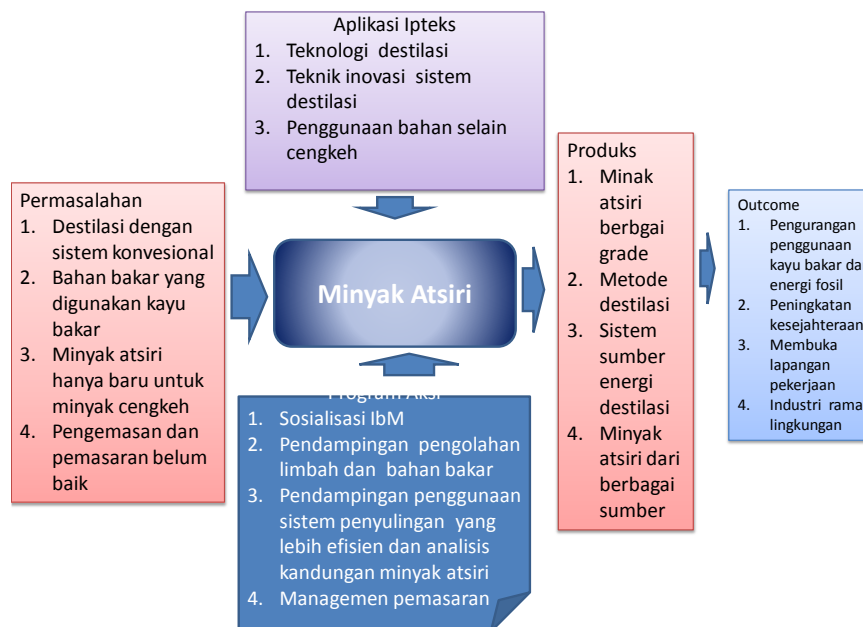 Aplikasi Ipteks
1. Teknologi destilasi
2. Teknik inovasi sistem
destilasi
3. Penggunaan bahan selain
cengkeh
Permasalahan
1. Destilasi dengan
sistem konvesional
2. Bahan bakar yang
digunakan kayu
bakar
3. Minyak atsiri
hanya baru untuk
minyak cengkeh
4. Pengemasan dan
pemasaran belum
baik
Minyak Atsiri
Program Aksi
1. Sosialisasi IbM
2. Pendampingan pengolahan
limbah dan bahan bakar
3. Pendampingan penggunaan
sistem penyulingan yang
lebih efisien dan analisis
kandungan minyak atsiri
4. Managemen pemasaran
Produks
1. Minak
atsiri
berbgai
grade
2. Metode
destilasi
3. Sistem
sumber
energi
destilasi
4. Minyak
atsiri dari
berbagai
sumber
Outcome
1. Pengurangan
penggunaan
kayu bakar da
energi fosil
2. Peningkatan
kesejahteraan
3. Membuka
lapangan
pekerjaan
4. Industri rama
lingkungan